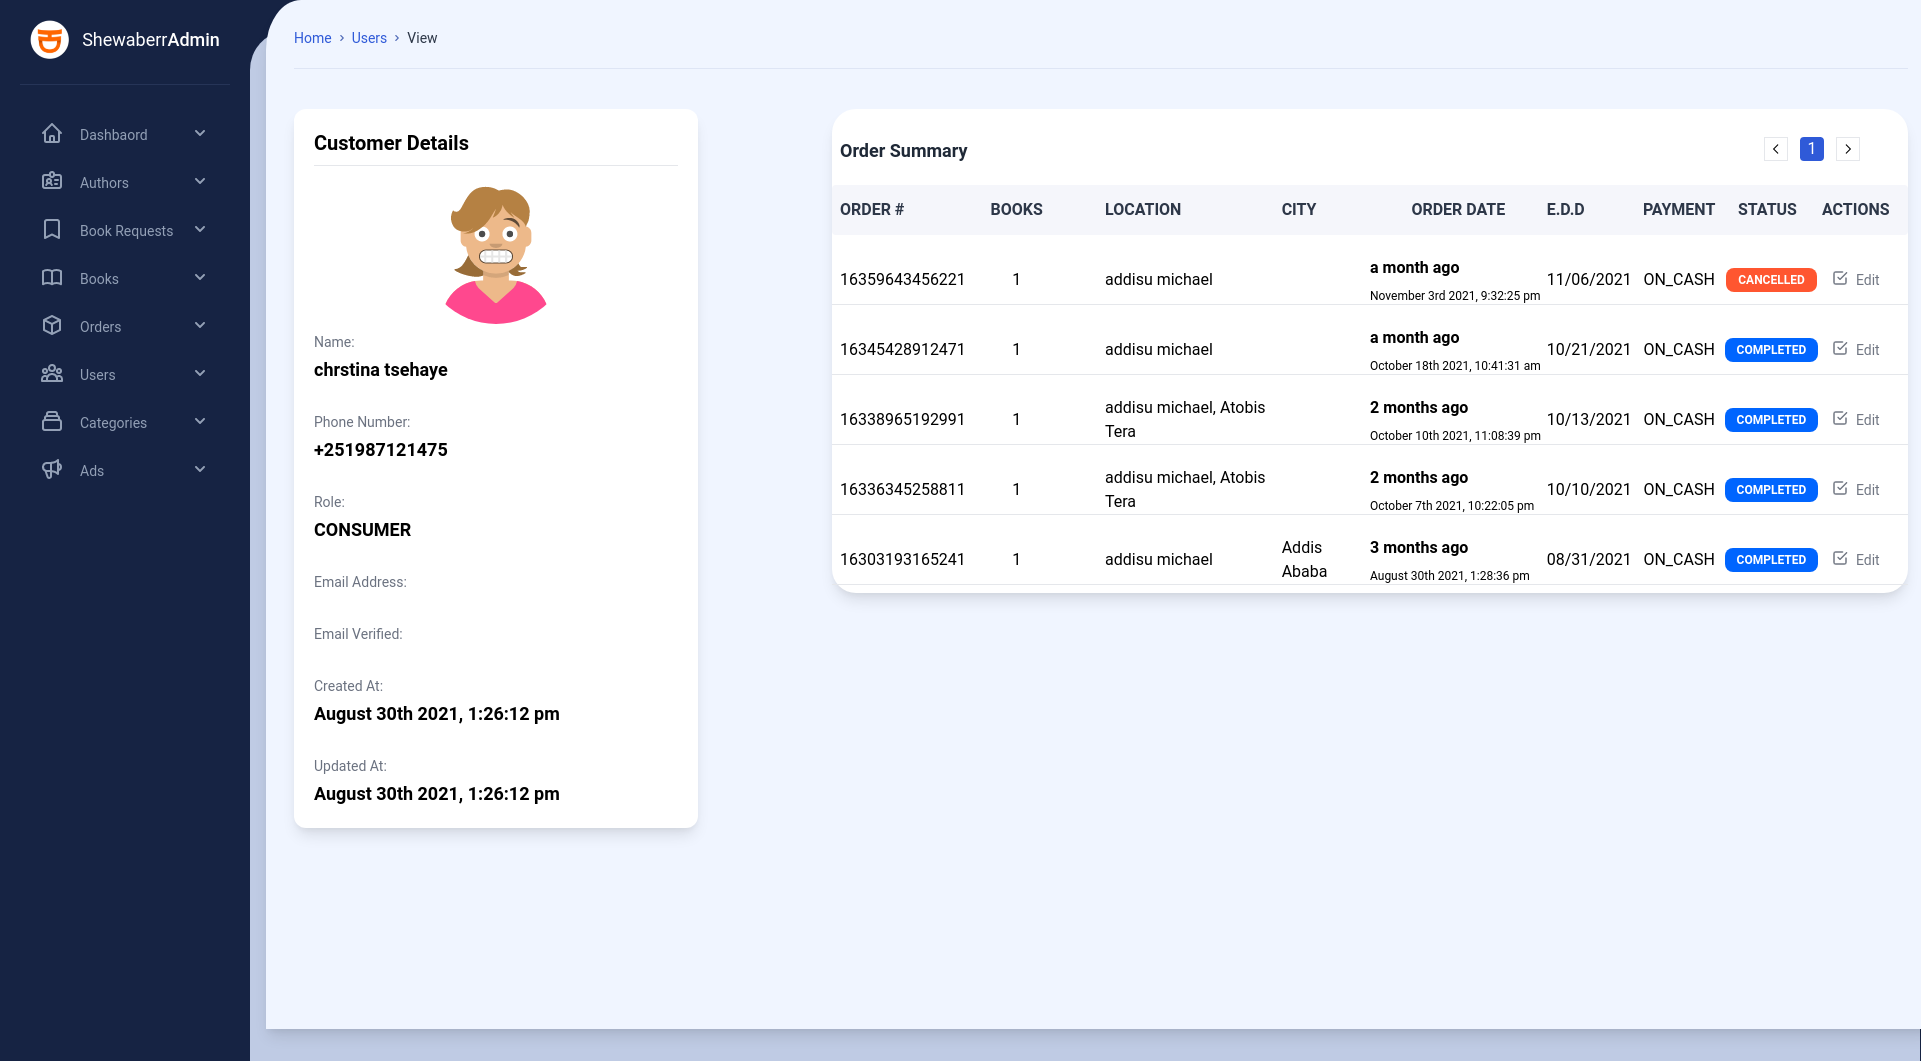 ShewaberrAdmin
Dashbaord
Authors
Book Requests
Books
Orders
Users
Categories
Ads
Home > Users > View
Customer Details
Name:
chrstina tsehaye
Phone Number:
+251987121475
Role:
CONSUMER
Email Address:
Email Verified:
Created At:
August 30th 2021, 1:26:12 pm
Updated At:
August 30th 2021, 1:26:12 pm
Order Summary
1
ORDER # BOOKS LOCATION CITY ORDER DATE E.D.D PAYMENT STATUS ACTIONS
16359643456221 1 addisu michael a month ago 11/06/2021 ON_CASH CANCELLED Edit
November 3rd 2021, 9:32:25 pm
16345428912471 1 addisu michael a month ago 10/21/2021 ON_CASH COMPLETED Edit
October 18th 2021, 10:41:31 am
16338965192991 1 addisu michael, Atobis 2 months ago 10/13/2021 ON_CASH COMPLETED Edit
Tera October 10th 2021, 11:08:39 pm
16336345258811 1 addisu michael, Atobis 2 months ago 10/10/2021 ON_CASH COMPLETED Edit
Tera October 7th 2021, 10:22:05 pm
16303193165241 1 addisu michael Addis 3 months ago 08/31/2021 ON_CASH COMPLETED Edit
Ababa August 30th 2021, 1:28:36 pm